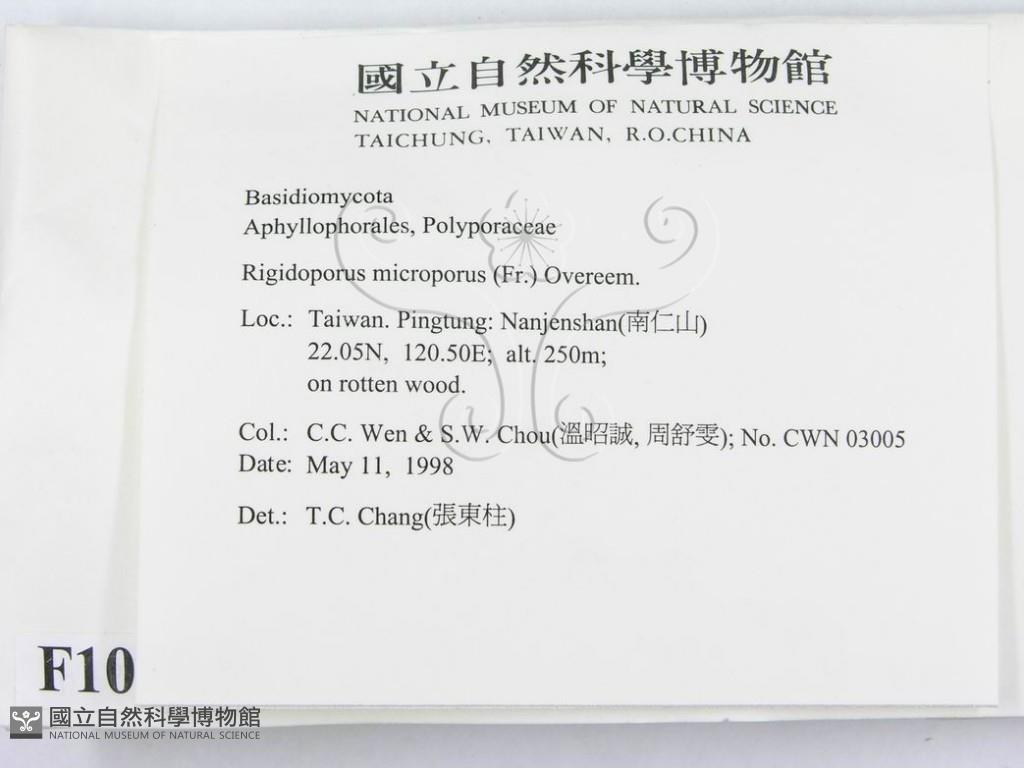 國立自然科學博物館
NATIONAL MUSEUM OF NATURAL SCIENCE
TAICHUNG, TAIWAN, R.O.CHINA
Basidiomycota
Aphyllophorales, Polyporaceae
Rigidoporus microporus (Fr.) Overeem.
Loc.: Taiwan. Pingtung: Nanjenshan(南仁山)
22.05N, 120.50E; alt. 250m;
on rotten wood.
Col.: C.C. Wen & S.W. Chou(溫昭誠, 周舒雯); No. CWN 03005
Date: May 11, 1998
Det.: T.C. Chang(張東柱)
F10
國立自然科學博物館
NATIONAL MUSEUM OF NATURAL SCIENCE